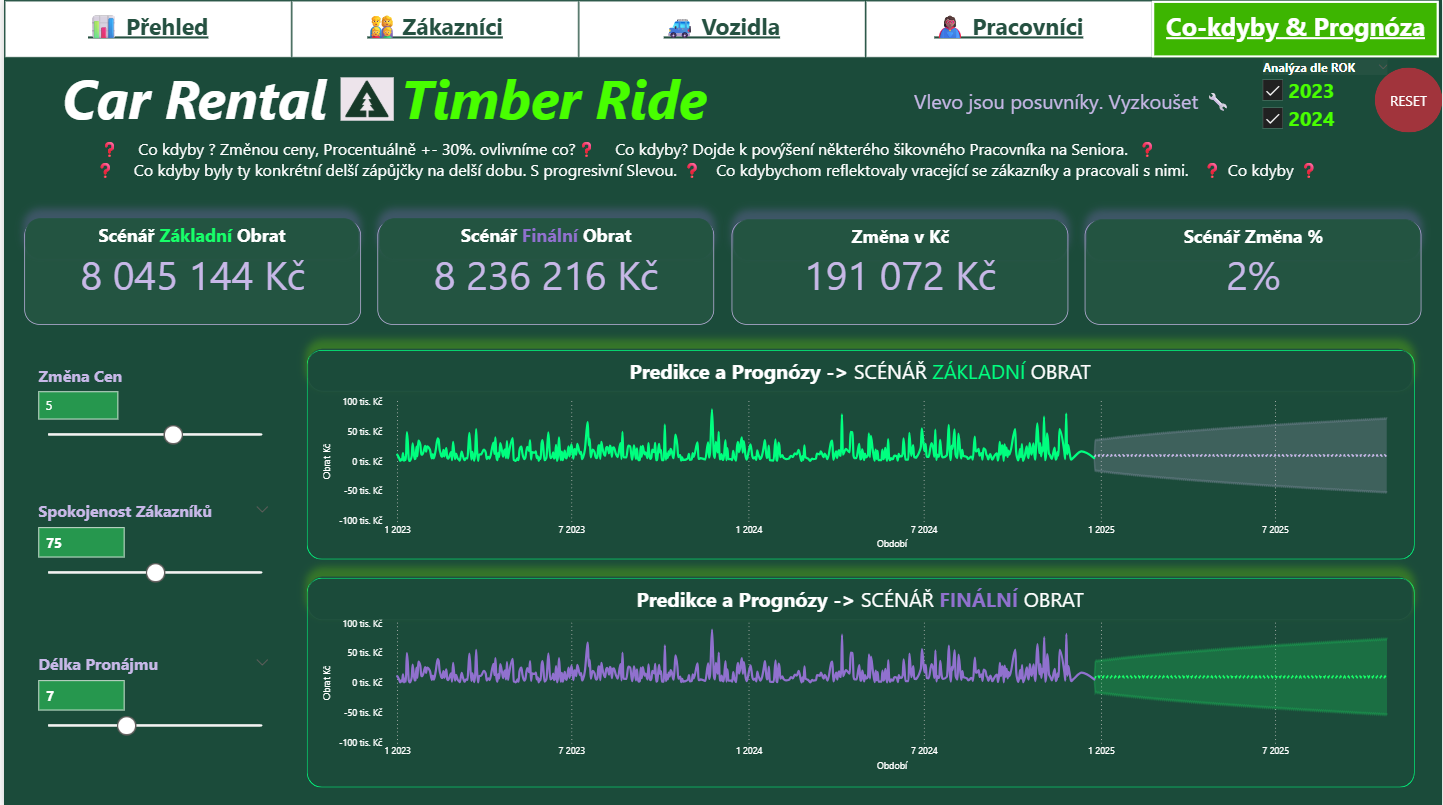 Přehled
Zákazníci
Vozidla
Pracovníci
Co-kdyby & Prognóza
Car Rental Timber Ride
Vlevo jsou posuvníky. Vyzkoušet
Analýza dle ROK
2023
2024
RESET
❓ Co kdyby ? Změnou ceny, Procentuálně +- 30%. ovlivníme co?❓ Co kdyby? Dojde k povýšení některého šikovného Pracovníka na Seniora. ❓
❓ Co kdyby byly ty konkrétní delší zápůjčky na delší dobu. S progresivní Slevou. ❓ Co kdybychom reflektovaly vracející se zákazníky a pracovali s nimi. ❓ Co kdyby ❓
Scénář Základní Obrat
8 045 144 Kč
Scénář Finální Obrat
8 236 216 Kč
Změna v Kč
191 072 Kč
Scénář Změna %
2%
Změna Cen
5
Spokojenost Zákazníků
75
Délka Pronájmu
7
Predikce a Prognózy -> SCÉNÁŘ ZÁKLADNÍ OBRAT
Obrat Kč
100 tis. Kč
50 tis. Kč
0 tis. Kč
-50 tis. Kč
-100 tis. Kč
1 2023
7 2023
1 2024
7 2024
1 2025
7 2025
Období
Predikce a Prognózy -> SCÉNÁŘ FINÁLNÍ OBRAT
Obrat Kč
100 tis. Kč
50 tis. Kč
0 tis. Kč
-50 tis. Kč
-100 tis. Kč
1 2023
7 2023
1 2024
7 2024
1 2025
7 2025
Období